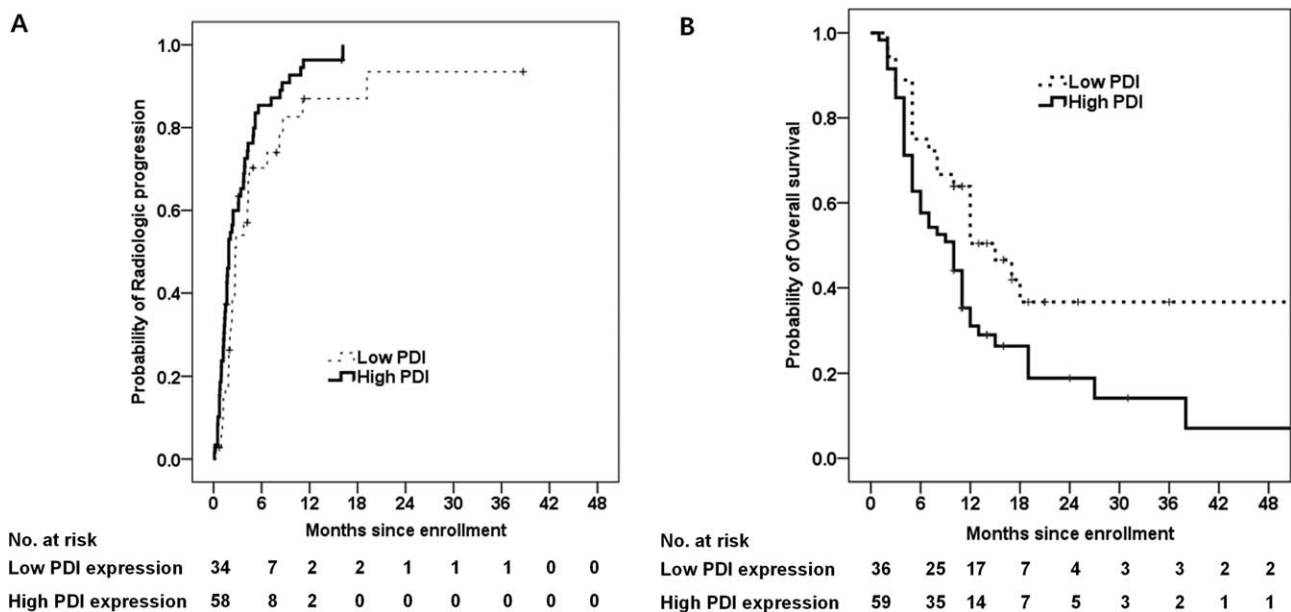 A
Probability of Radiologic progression
1.0
0.8
0.6
0.4
0.2
0.0
Low PDI
High PDI
0 6 12 18 24 30 36 42 48
Months since enrollment
No. at risk
Low PDI expression 34 7 2 2 1 1 1 0 0
High PDI expression 58 8 2 0 0 0 0 0 0
B
Probability of Overall survival
1.0
0.8
0.6
0.4
0.2
0.0
Low PDI
High PDI
0 6 12 18 24 30 36 42 48
Months since enrollment
No. at risk
Low PDI expression 36 25 17 7 4 3 3 2 2
High PDI expression 59 35 14 7 5 3 2 1 1